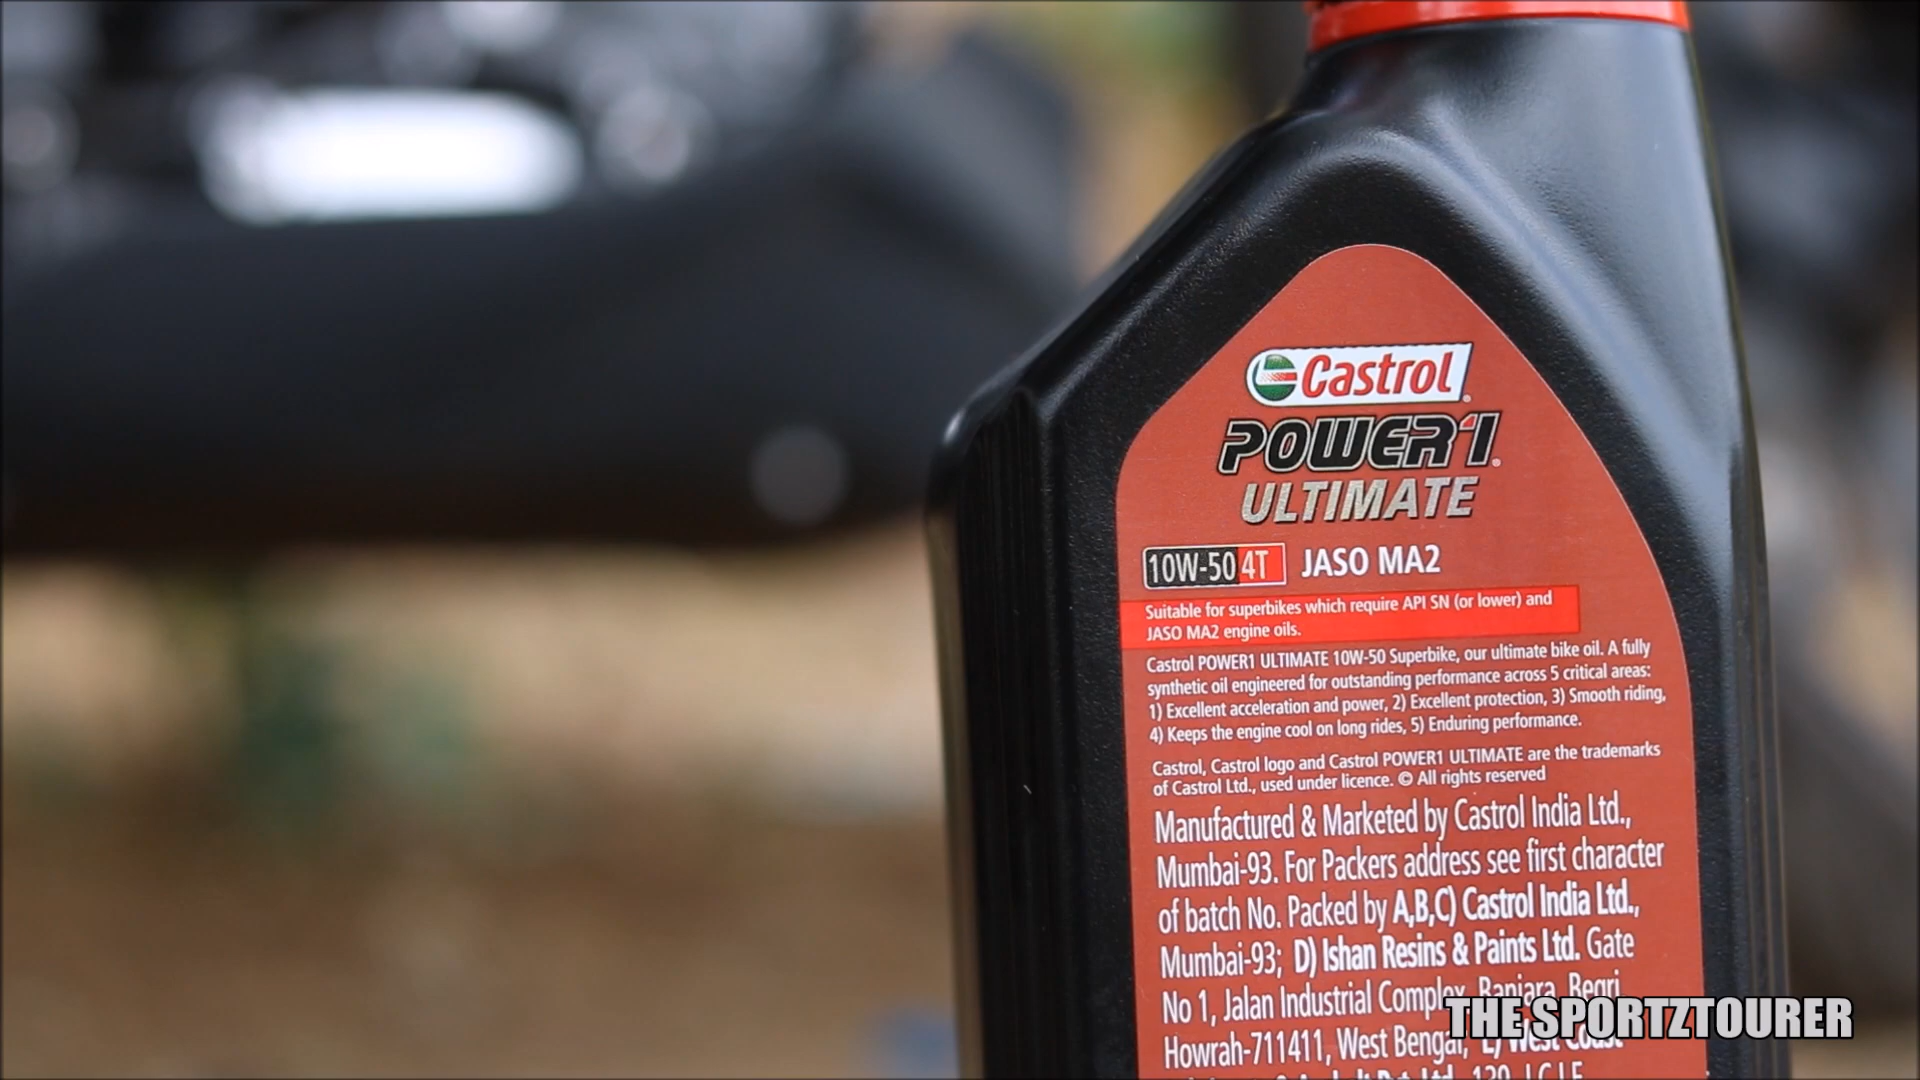 Castrol
POWER1
ULTIMATE
10W-50 4T JASO MA2
Suitable for superbikes which require API SN (or lower) and
JASO MA2 engine oils.
Castrol POWER1 ULTIMATE 10W-50 Superbike, our ultimate bike oil. A fully
synthetic oil engineered for outstanding performance across 5 critical areas:
1) Excellent acceleration and power, 2) Excellent protection, 3) Smooth riding,
4) Keeps the engine cool on long rides, 5) Enduring performance.
Castrol, Castrol logo and Castrol POWER1 ULTIMATE are the trademarks
of Castrol Ltd., used under licence. © All rights reserved
Manufactured & Marketed by Castrol India Ltd.,
Mumbai-93. For Packers address see first character
of batch No. Packed by A,B,C) Castrol India Ltd.,
Mumbai-93; D) Ishan Resins & Paints Ltd. Gate
No 1, Jalan Industrial Complex, Baniara, Begri
Howrah-711411, West Bengal, E) West Coast
THE SPORTZTOURER